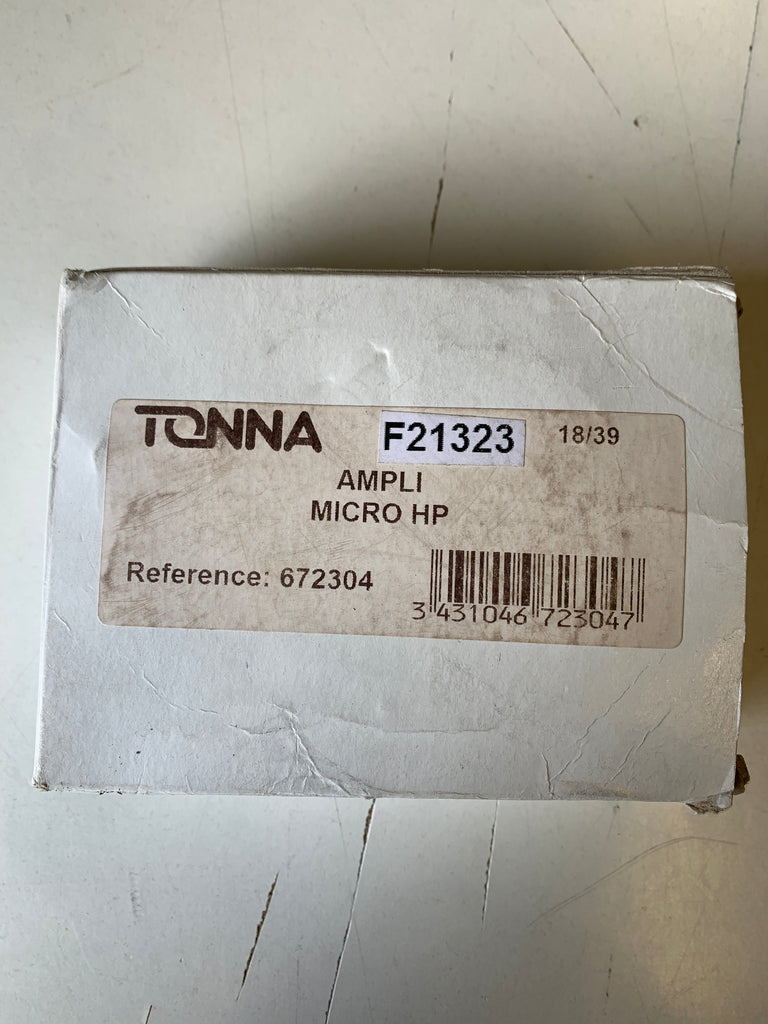 TONNA F21323 18/39
AMPLI
MICRO HP
Reference: 672304
3 431046 723047